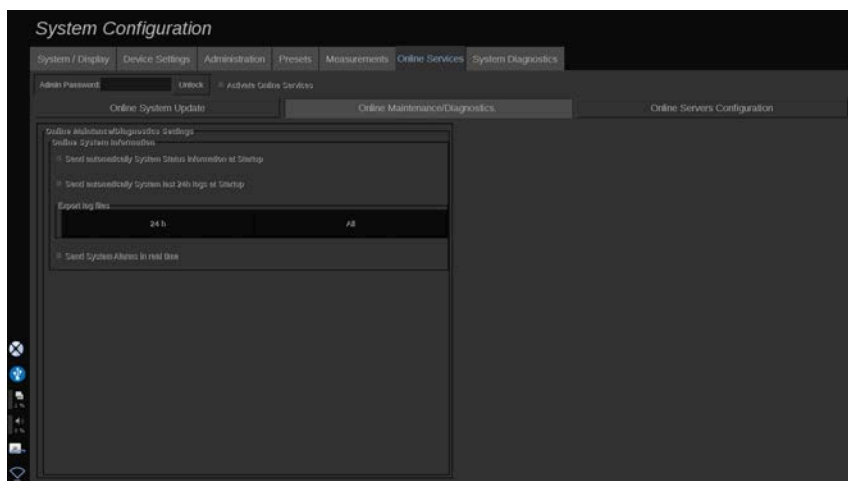 System Configuration
System / Display Device Settings Administration Presets Measurements Online Services System Diagnostics
Admin Password: Unlock Activate Online Services
Online System Update Online Maintenance/Diagnostics. Online Servers Configuration
Online Maintenance/Diagnostics Settings
Online System Information
Send automatically System Status Information at Startup
Send automatically System last 24h logs at Startup
Export log files
24 h All
Send System Alarms in real time